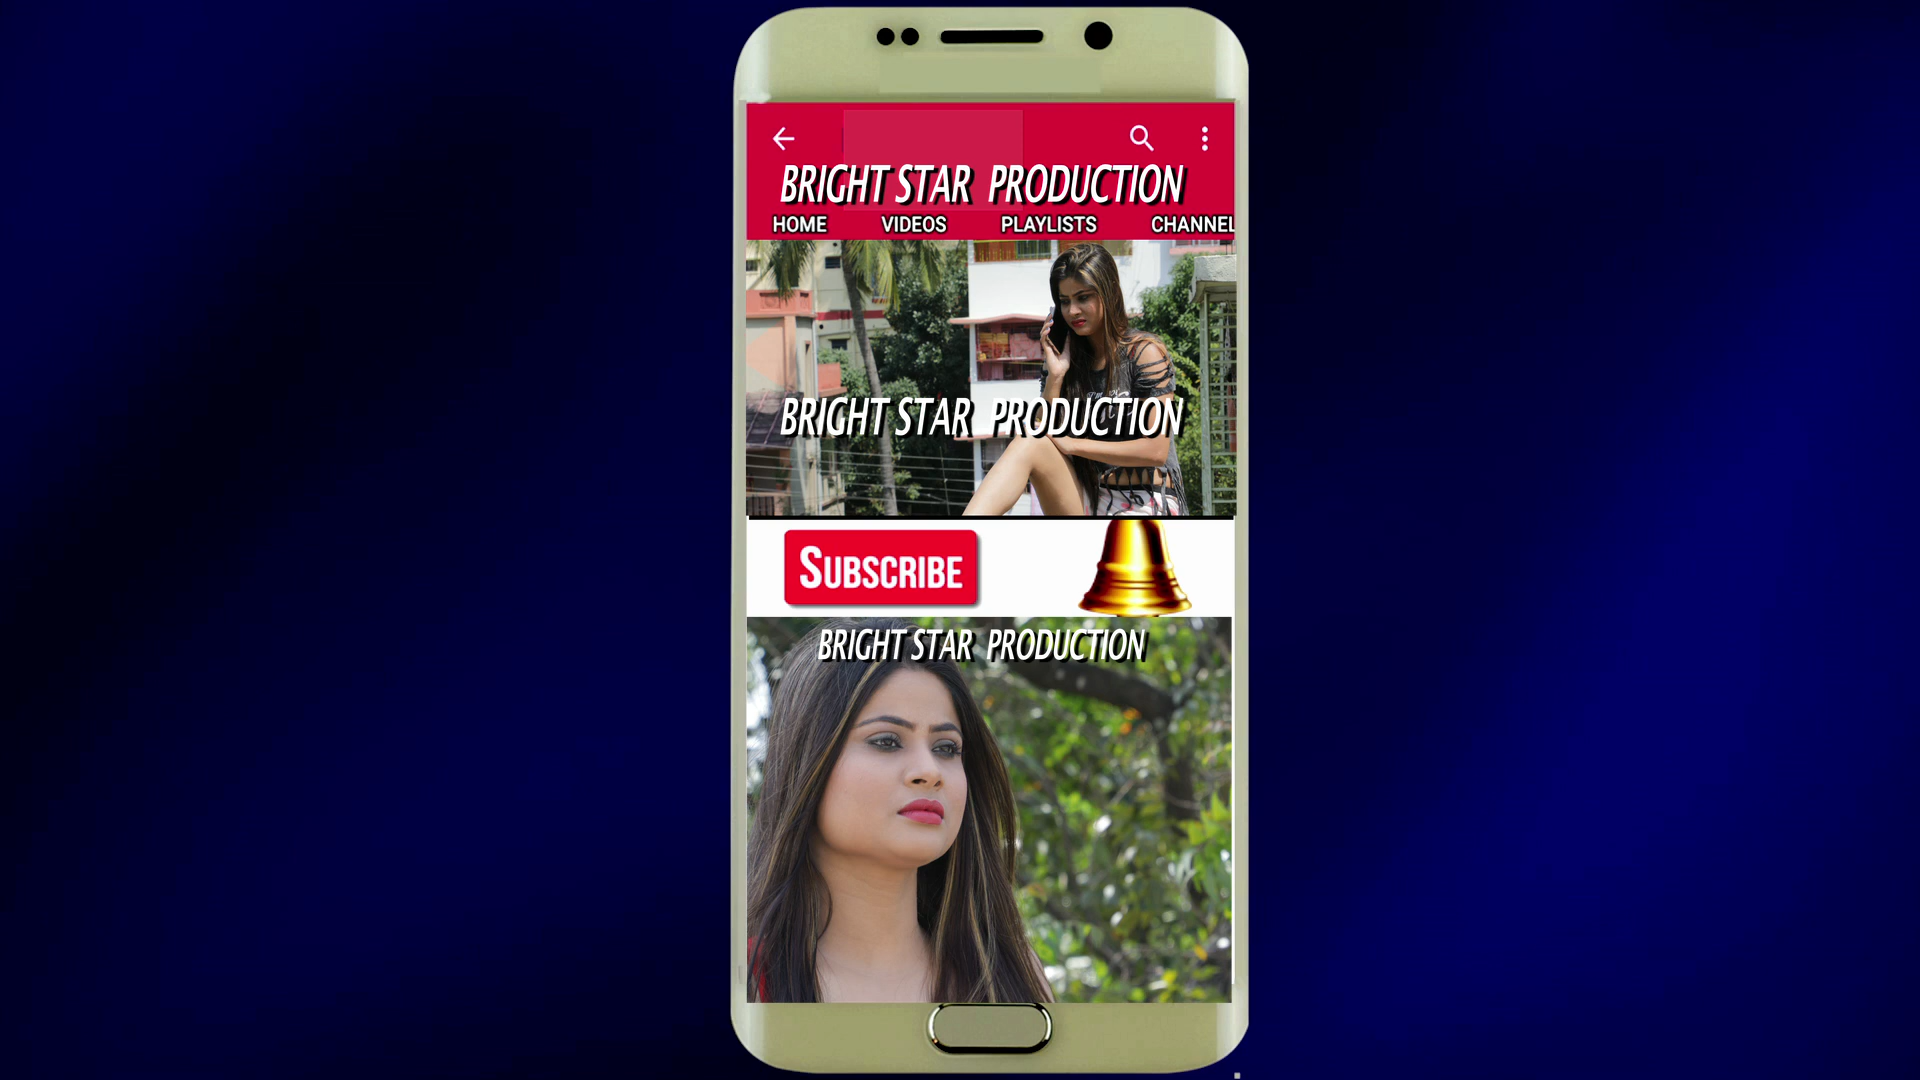 BRIGHT STAR PRODUCTION
HOME VIDEOS PLAYLISTS CHANNEL
BRIGHT STAR PRODUCTION
SUBSCRIBE
BRIGHT STAR PRODUCTION